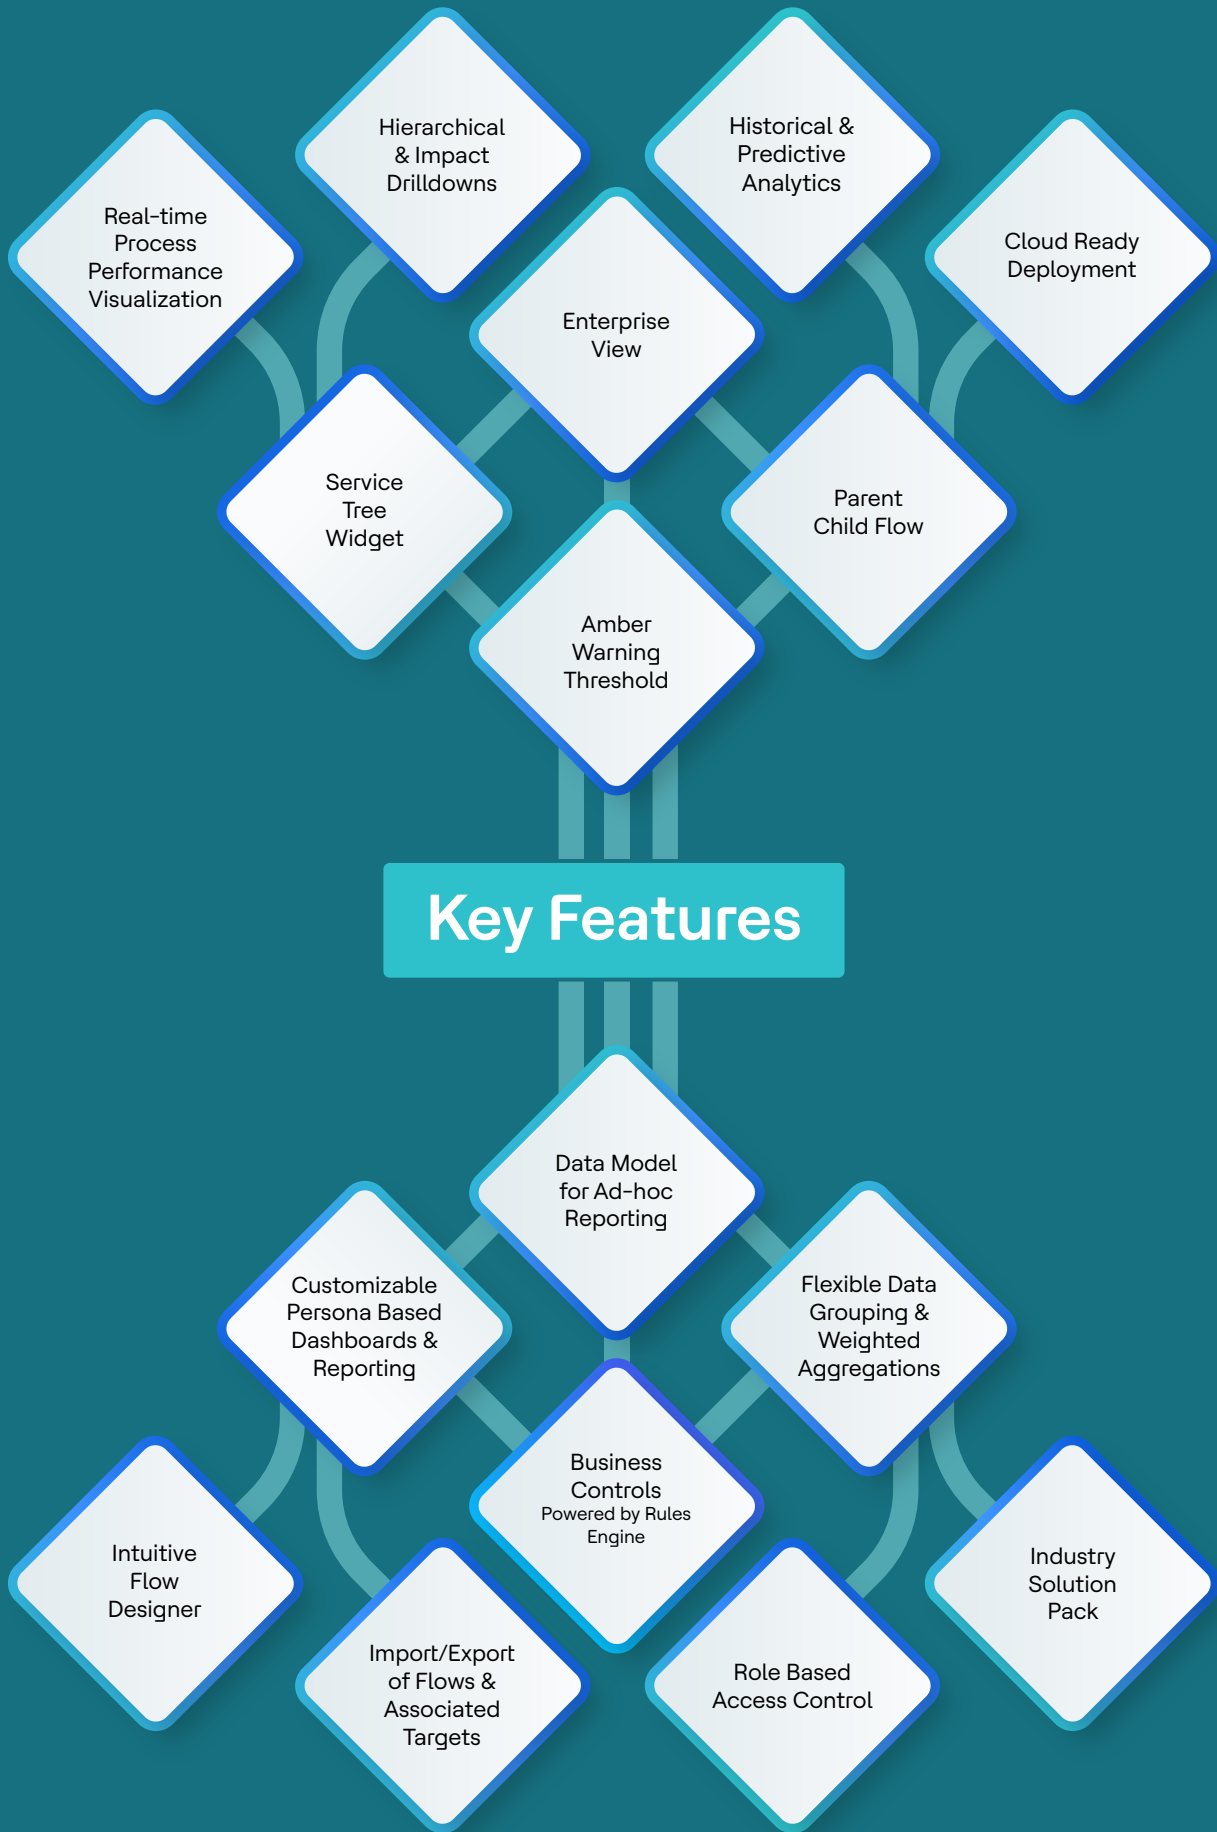 Hierarchical
& Impact
Drilldowns
Historical &
Predictive
Analytics
Real-time
Process
Performance
Visualization
Cloud Ready
Deployment
Enterprise
View
Service
Tree
Widget
Parent
Child Flow
Amber
Warning
Threshold
Key Features
Data Model
for Ad-hoc
Reporting
Customizable
Persona Based
Dashboards &
Reporting
Flexible Data
Grouping &
Weighted
Aggregations
Business
Controls
Powered by Rules
Engine
Intuitive
Flow
Designer
Industry
Solution
Pack
Import/Export
of Flows &
Associated
Targets
Role Based
Access Control